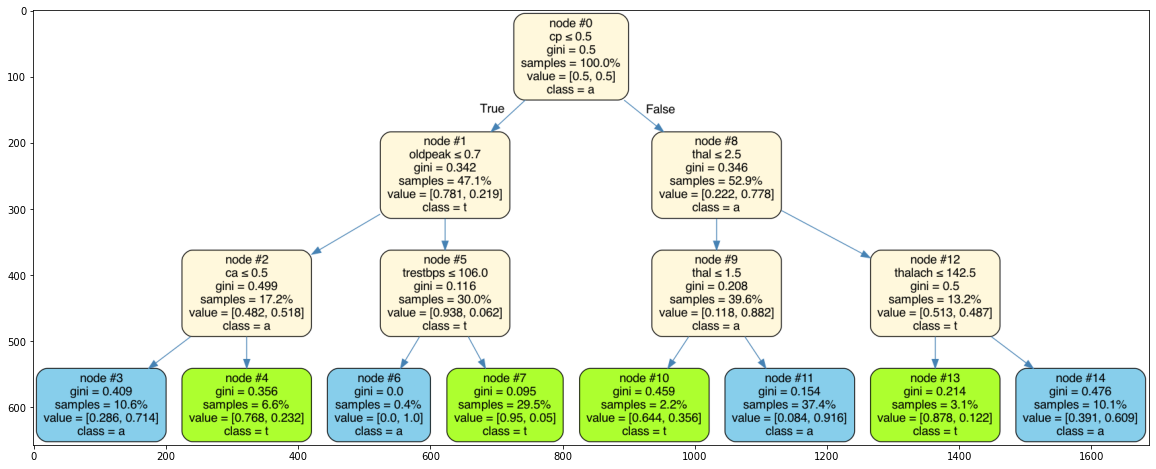 0
100
200
300
400
500
600
0
200
400
600
800
1000
1200
1400
1600
node #0
cp ≤ 0.5
gini = 0.5
samples = 100.0%
value = [0.5, 0.5]
class = a
True
False
node #1
oldpeak ≤ 0.7
gini = 0.342
samples = 47.1%
value = [0.781, 0.219]
class = t
node #8
thal ≤ 2.5
gini = 0.346
samples = 52.9%
value = [0.222, 0.778]
class = a
node #2
ca ≤ 0.5
gini = 0.499
samples = 17.2%
value = [0.482, 0.518]
class = a
node #5
trestbps ≤ 106.0
gini = 0.116
samples = 30.0%
value = [0.938, 0.062]
class = t
node #9
thal ≤ 1.5
gini = 0.208
samples = 39.6%
value = [0.118, 0.882]
class = a
node #12
thalach ≤ 142.5
gini = 0.5
samples = 13.2%
value = [0.513, 0.487]
class = t
node #3
gini = 0.409
samples = 10.6%
value = [0.286, 0.714]
class = a
node #4
gini = 0.356
samples = 6.6%
value = [0.768, 0.232]
class = t
node #6
gini = 0.0
samples = 0.4%
value = [0.0, 1.0]
class = a
node #7
gini = 0.095
samples = 29.5%
value = [0.95, 0.05]
class = t
node #10
gini = 0.459
samples = 2.2%
value = [0.644, 0.356]
class = t
node #11
gini = 0.154
samples = 37.4%
value = [0.084, 0.916]
class = a
node #13
gini = 0.214
samples = 3.1%
value = [0.878, 0.122]
class = t
node #14
gini = 0.476
samples = 10.1%
value = [0.391, 0.609]
class = a